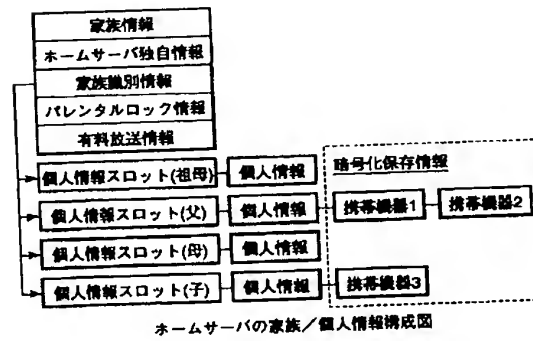 家族情報
ホームサーバ独自情報
家族識別情報
パレンタルロック情報
有料放送情報
暗号化保存情報
個人情報スロット(祖母) 個人情報
個人情報スロット(父) 個人情報 携帯機器1 携帯機器2
個人情報スロット(母) 個人情報
個人情報スロット(子) 個人情報 携帯機器3
ホームサーバの家族／個人情報構成図